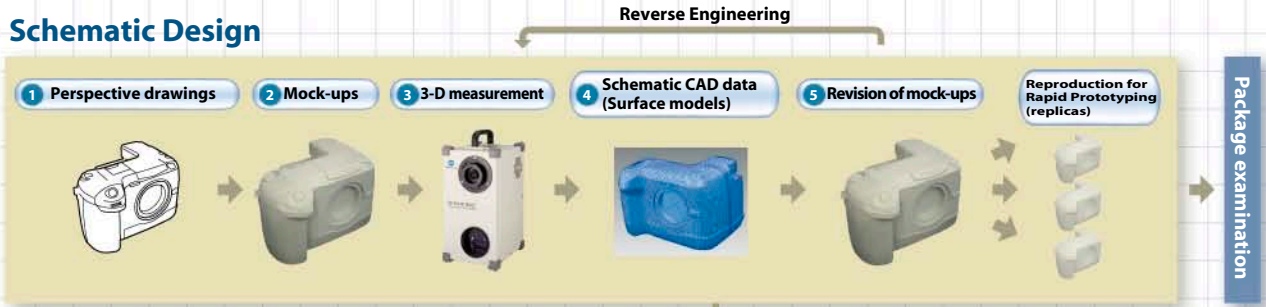 Reverse Engineering
Schematic Design
1 Perspective drawings
2 Mock-ups
3 3-D measurement
4 Schematic CAD data
(Surface models)
5 Revision of mock-ups
Reproduction for
Rapid Prototyping
(replicas)
Package examination